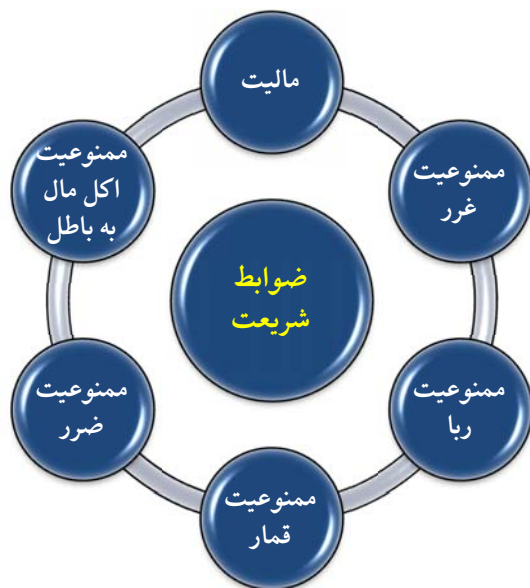 مالیت
ممنوعیت
غرر
ممنوعیت
ربا
ممنوعیت
قمار
ممنوعیت
ضرر
ممنوعیت
اکل مال
به باطل
ضوابط
شریعت